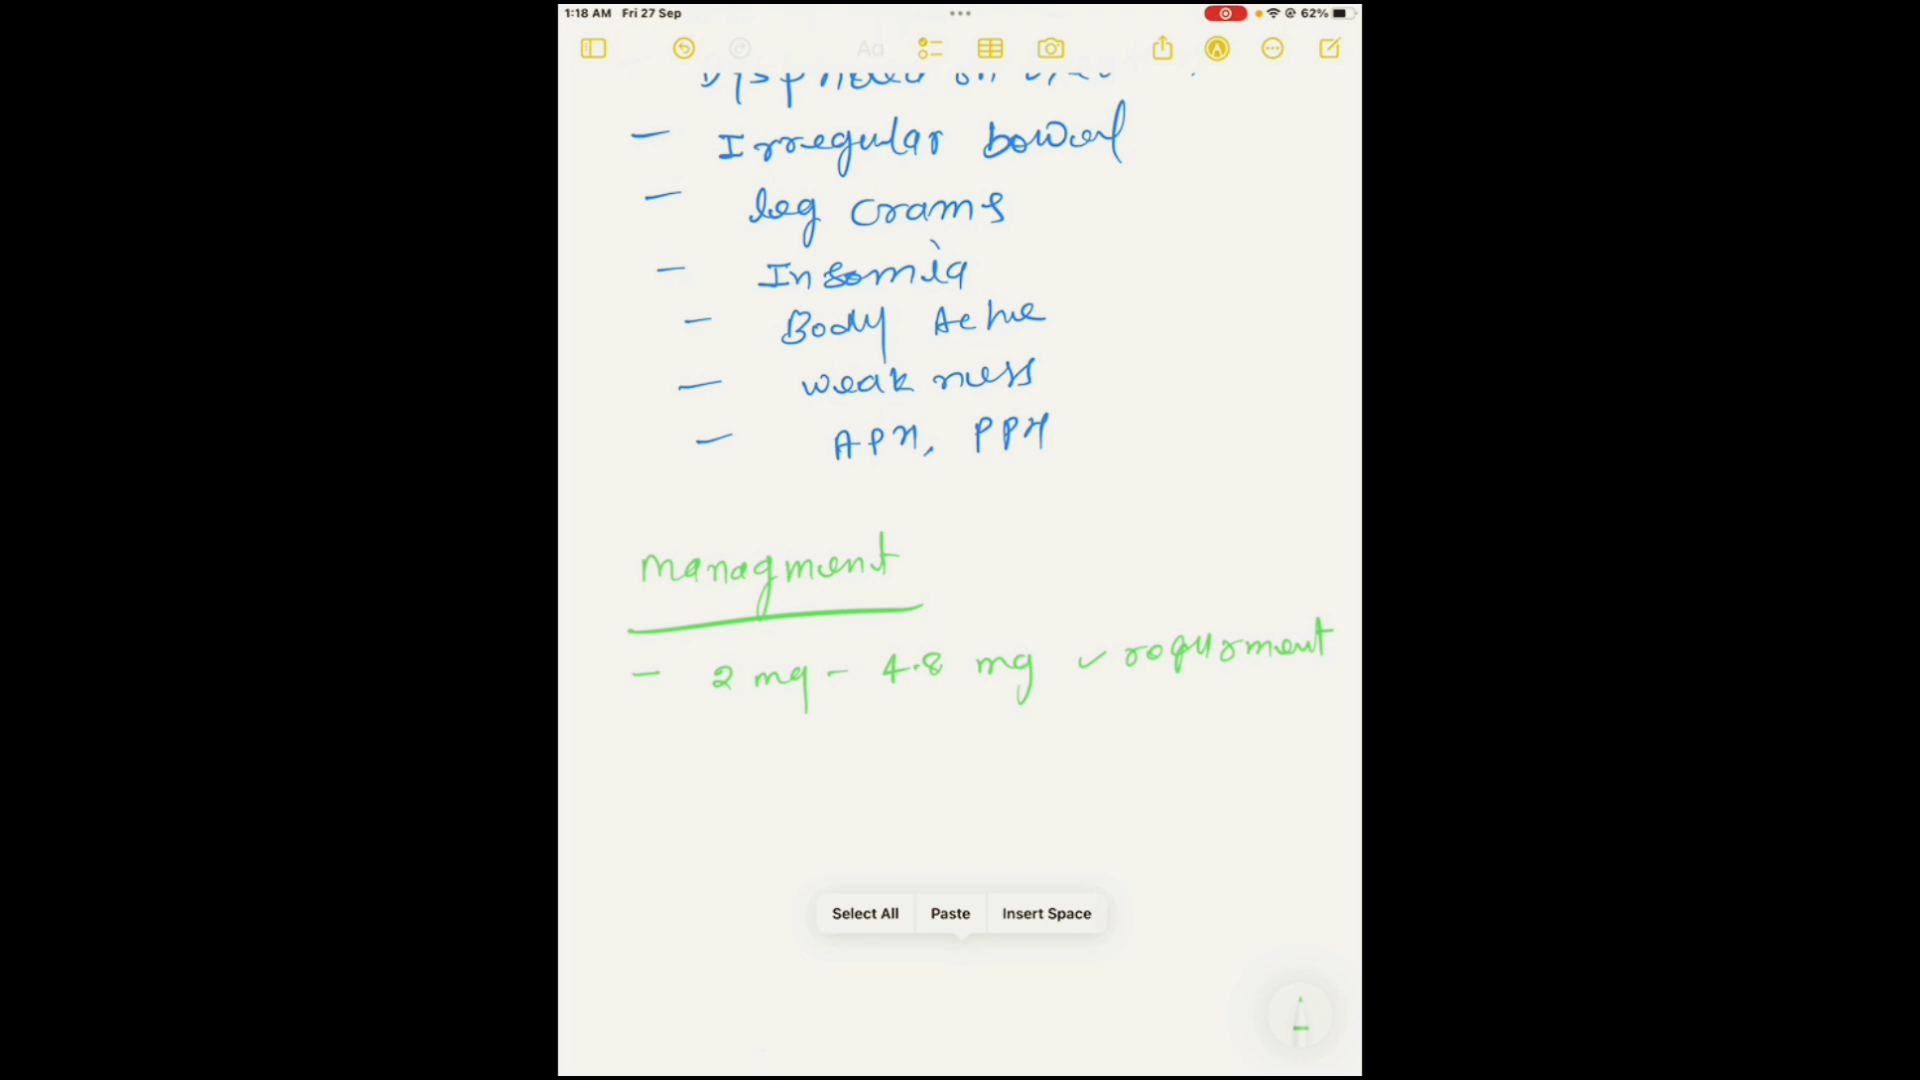 1:18 AM Fri 27 Sep
62%
Aa
- Irregular bowel
- leg crams
- Insomia
- Body Ache
- weakness
- APH, PPH
Managment
- 2 mg - 4.8 mg ✓ requrment
Select All Paste Insert Space